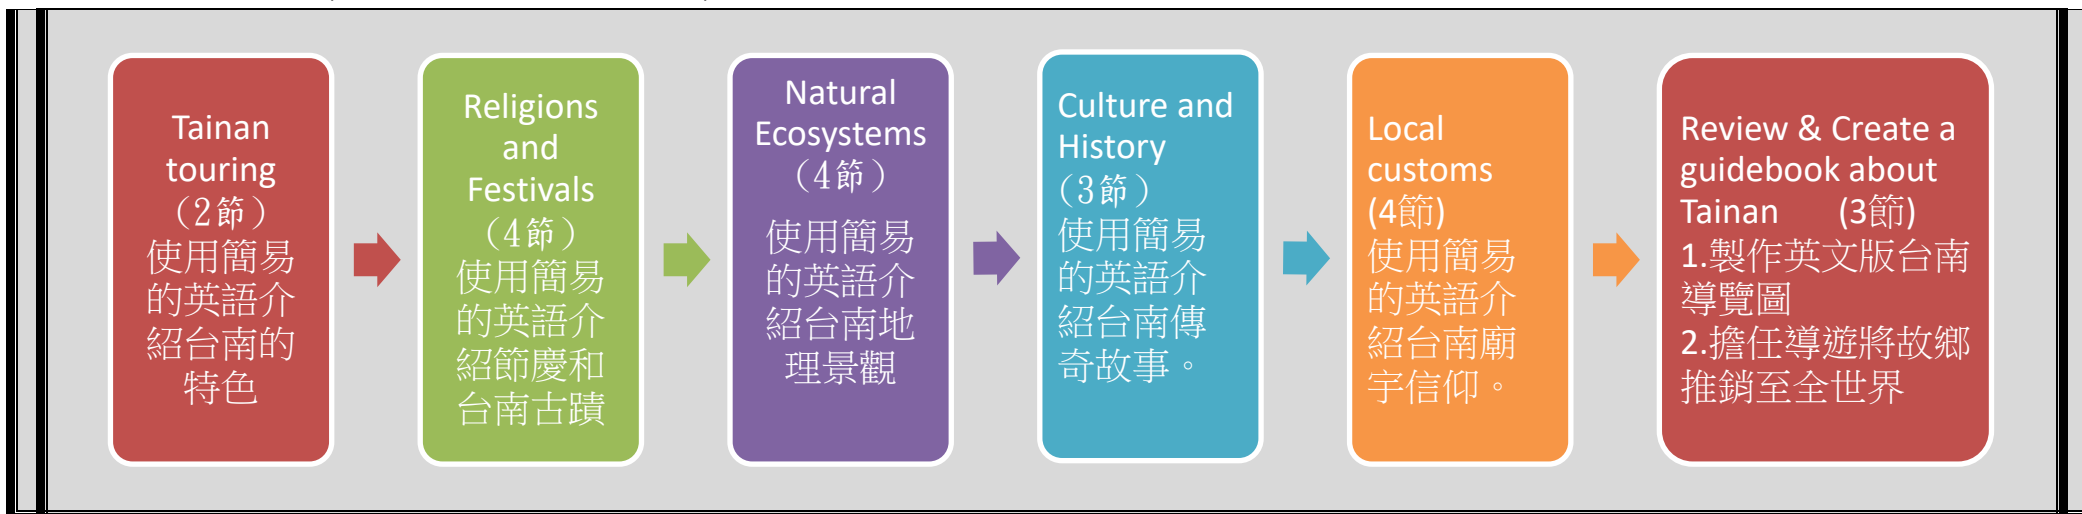 Tainan
touring
（2節）
使用簡易
的英語介
紹台南的
特色
Religions
and
Festivals
（4節）
使用簡易
的英語介
紹節慶和
台南古蹟
Natural
Ecosystems
（4節）
使用簡易
的英語介
紹台南地
理景觀
Culture and
History
（3節）
使用簡易
的英語介
紹台南傳
奇故事。
Local
customs
(4節)
使用簡易
的英語介
紹台南廟
宇信仰。
Review & Create a
guidebook about
Tainan (3節)
1.製作英文版台南
導覽圖
2.擔任導遊將故鄉
推銷至全世界